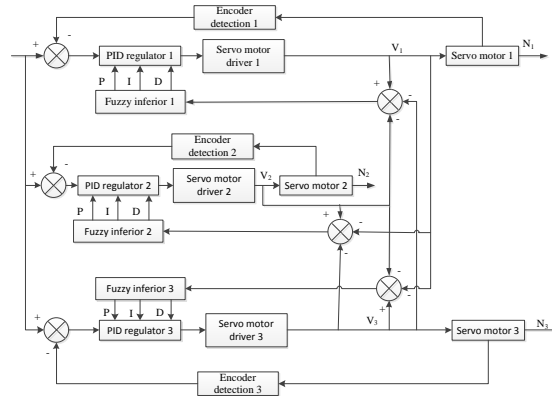 Encoder
detection 1
+
-
PID regulator 1
Servo motor
driver 1
V1
Servo motor 1
N1
P I D
Fuzzy inferior 1
+
-
-
Encoder
detection 2
-
+
PID regulator 2
Servo motor
driver 2
V2
Servo motor 2
N2
P I D
Fuzzy inferior 2
+
-
-
Fuzzy inferior 3
-
-
P I D
+
+
-
PID regulator 3
Servo motor
driver 3
V3
Servo motor 3
N3
Encoder
detection 3